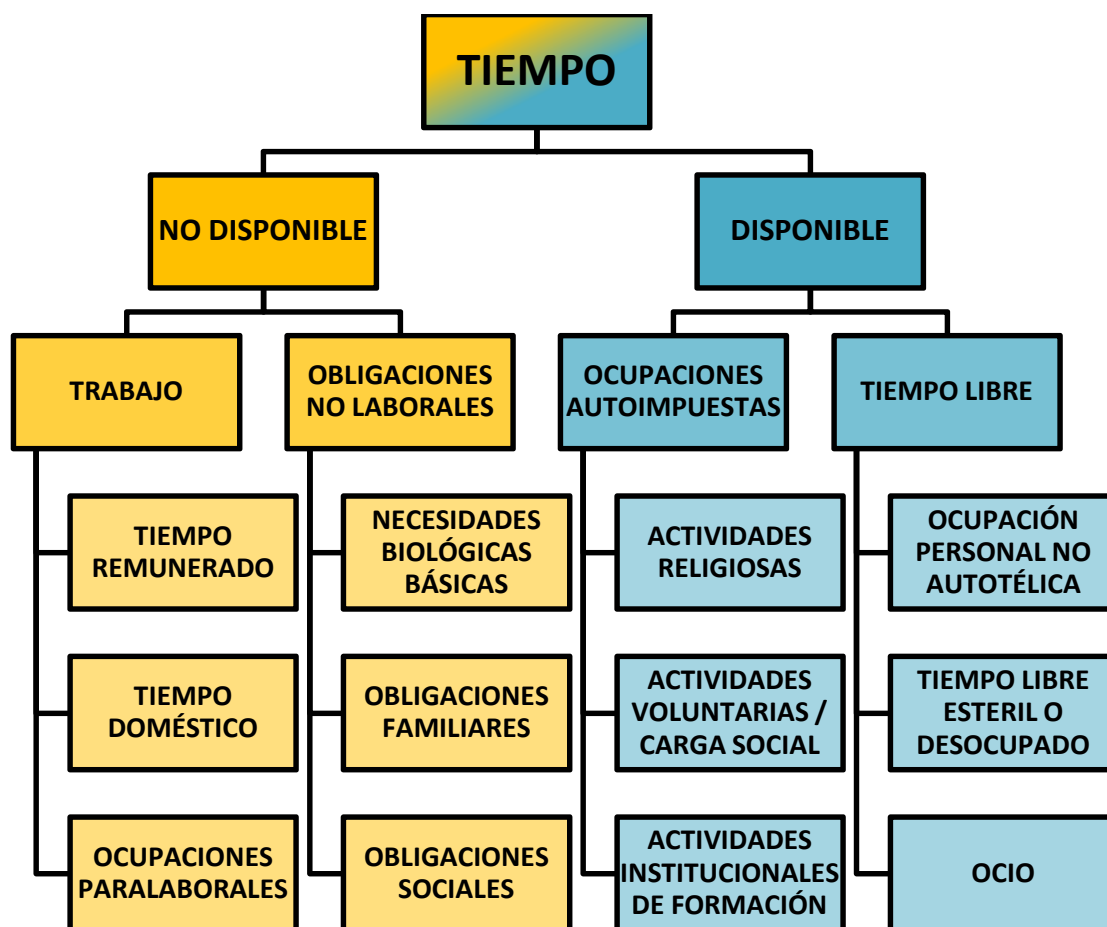 TIEMPO
NO DISPONIBLE
DISPONIBLE
TRABAJO
OBLIGACIONES
NO LABORALES
OCUPACIONES
AUTOIMPUESTAS
TIEMPO LIBRE
TIEMPO
REMUNERADO
NECESIDADES
BIOLÓGICAS
BÁSICAS
ACTIVIDADES
RELIGIOSAS
OCUPACIÓN
PERSONAL NO
AUTOTÉLICA
TIEMPO
DOMÉSTICO
OBLIGACIONES
FAMILIARES
ACTIVIDADES
VOLUNTARIAS /
CARGA SOCIAL
TIEMPO LIBRE
ESTERIL O
DESOCUPADO
OCUPACIONES
PARALABORALES
OBLIGACIONES
SOCIALES
ACTIVIDADES
INSTITUCIONALES
DE FORMACIÓN
OCIO